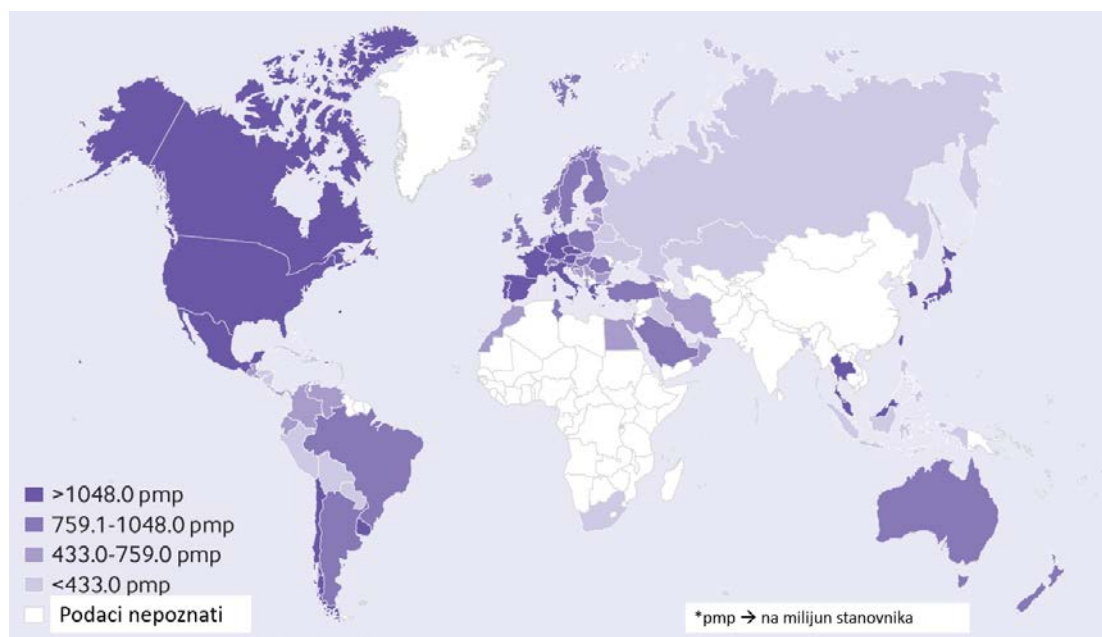 >1048.0 pmp
759.1-1048.0 pmp
433.0-759.0 pmp
<433.0 pmp
Podaci nepoznati
*pmp → na milijun stanovnika